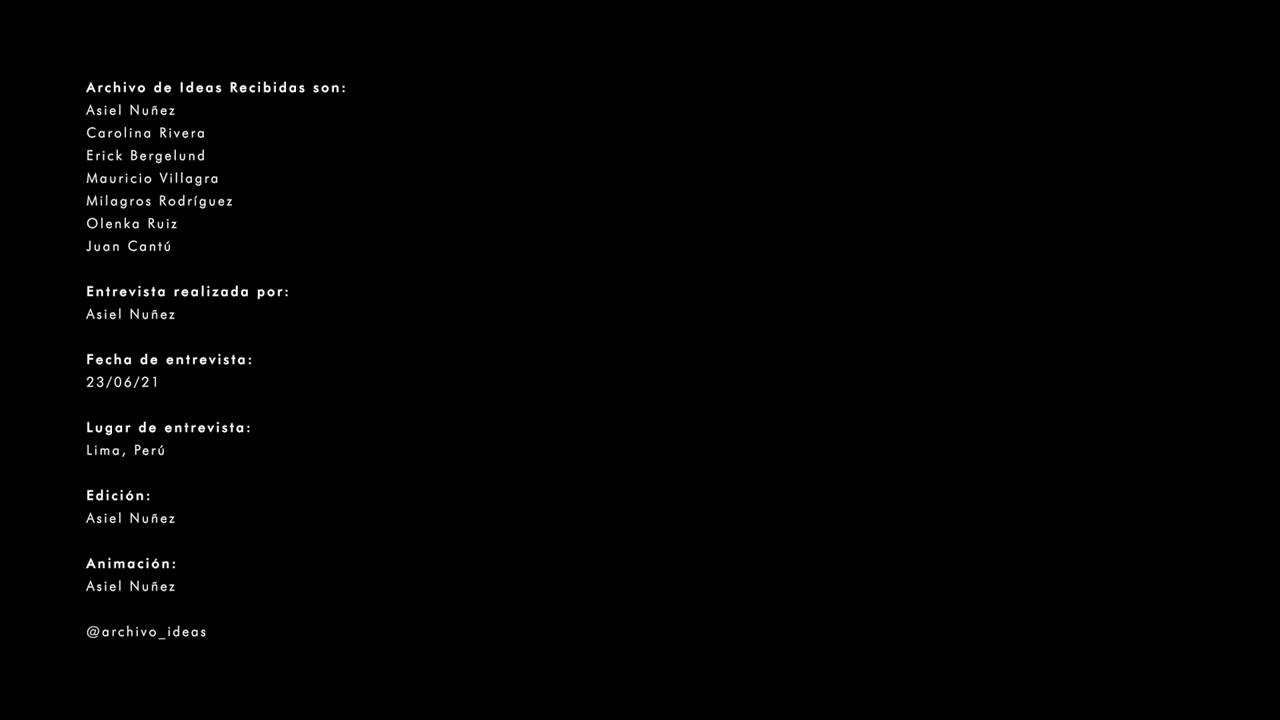 Archivo de Ideas Recibidas son:
Asiel Nuñez
Carolina Rivera
Erick Bergelund
Mauricio Villagra
Milagros Rodríguez
Olenka Ruiz
Juan Cantú
Entrevista realizada por:
Asiel Nuñez
Fecha de entrevista:
23/06/21
Lugar de entrevista:
Lima, Perú
Edición:
Asiel Nuñez
Animación:
Asiel Nuñez
@archivo_ideas